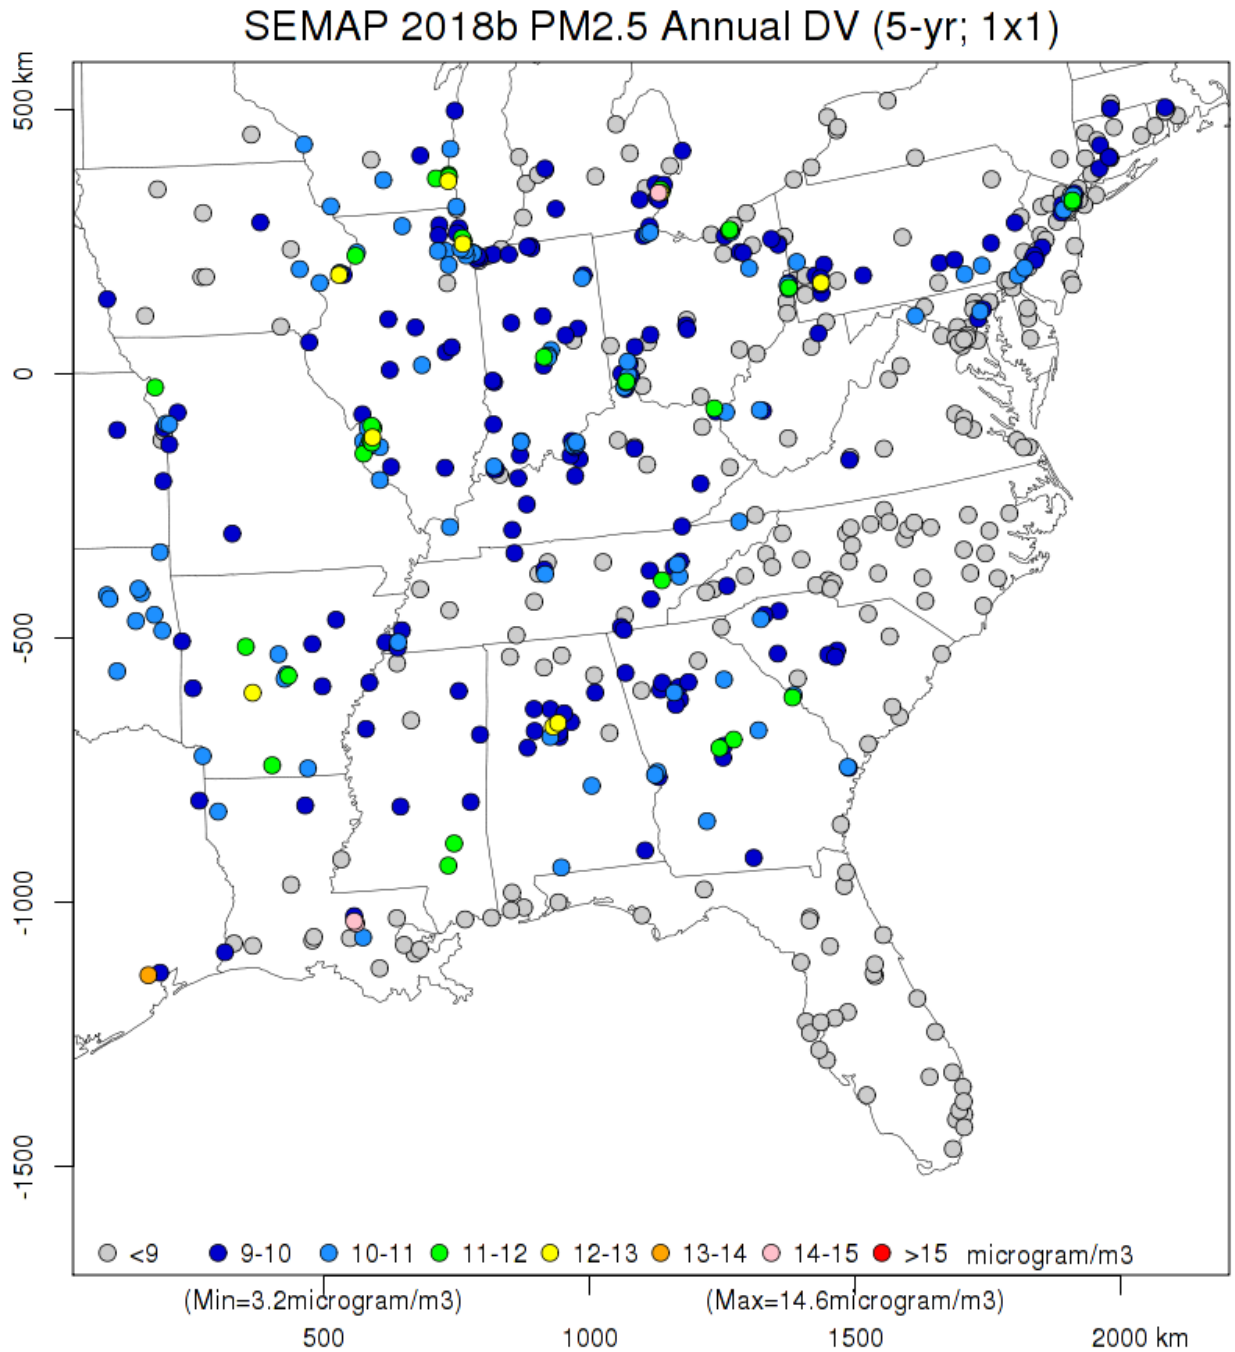 SEMAP 2018b PM2.5 Annual DV (5-yr; 1x1)
500 km
0
-500
-1000
-1500
<9 9-10 10-11 11-12 12-13 13-14 14-15 >15 microgram/m3
(Min=3.2microgram/m3) (Max=14.6microgram/m3)
500 1000 1500 2000 km